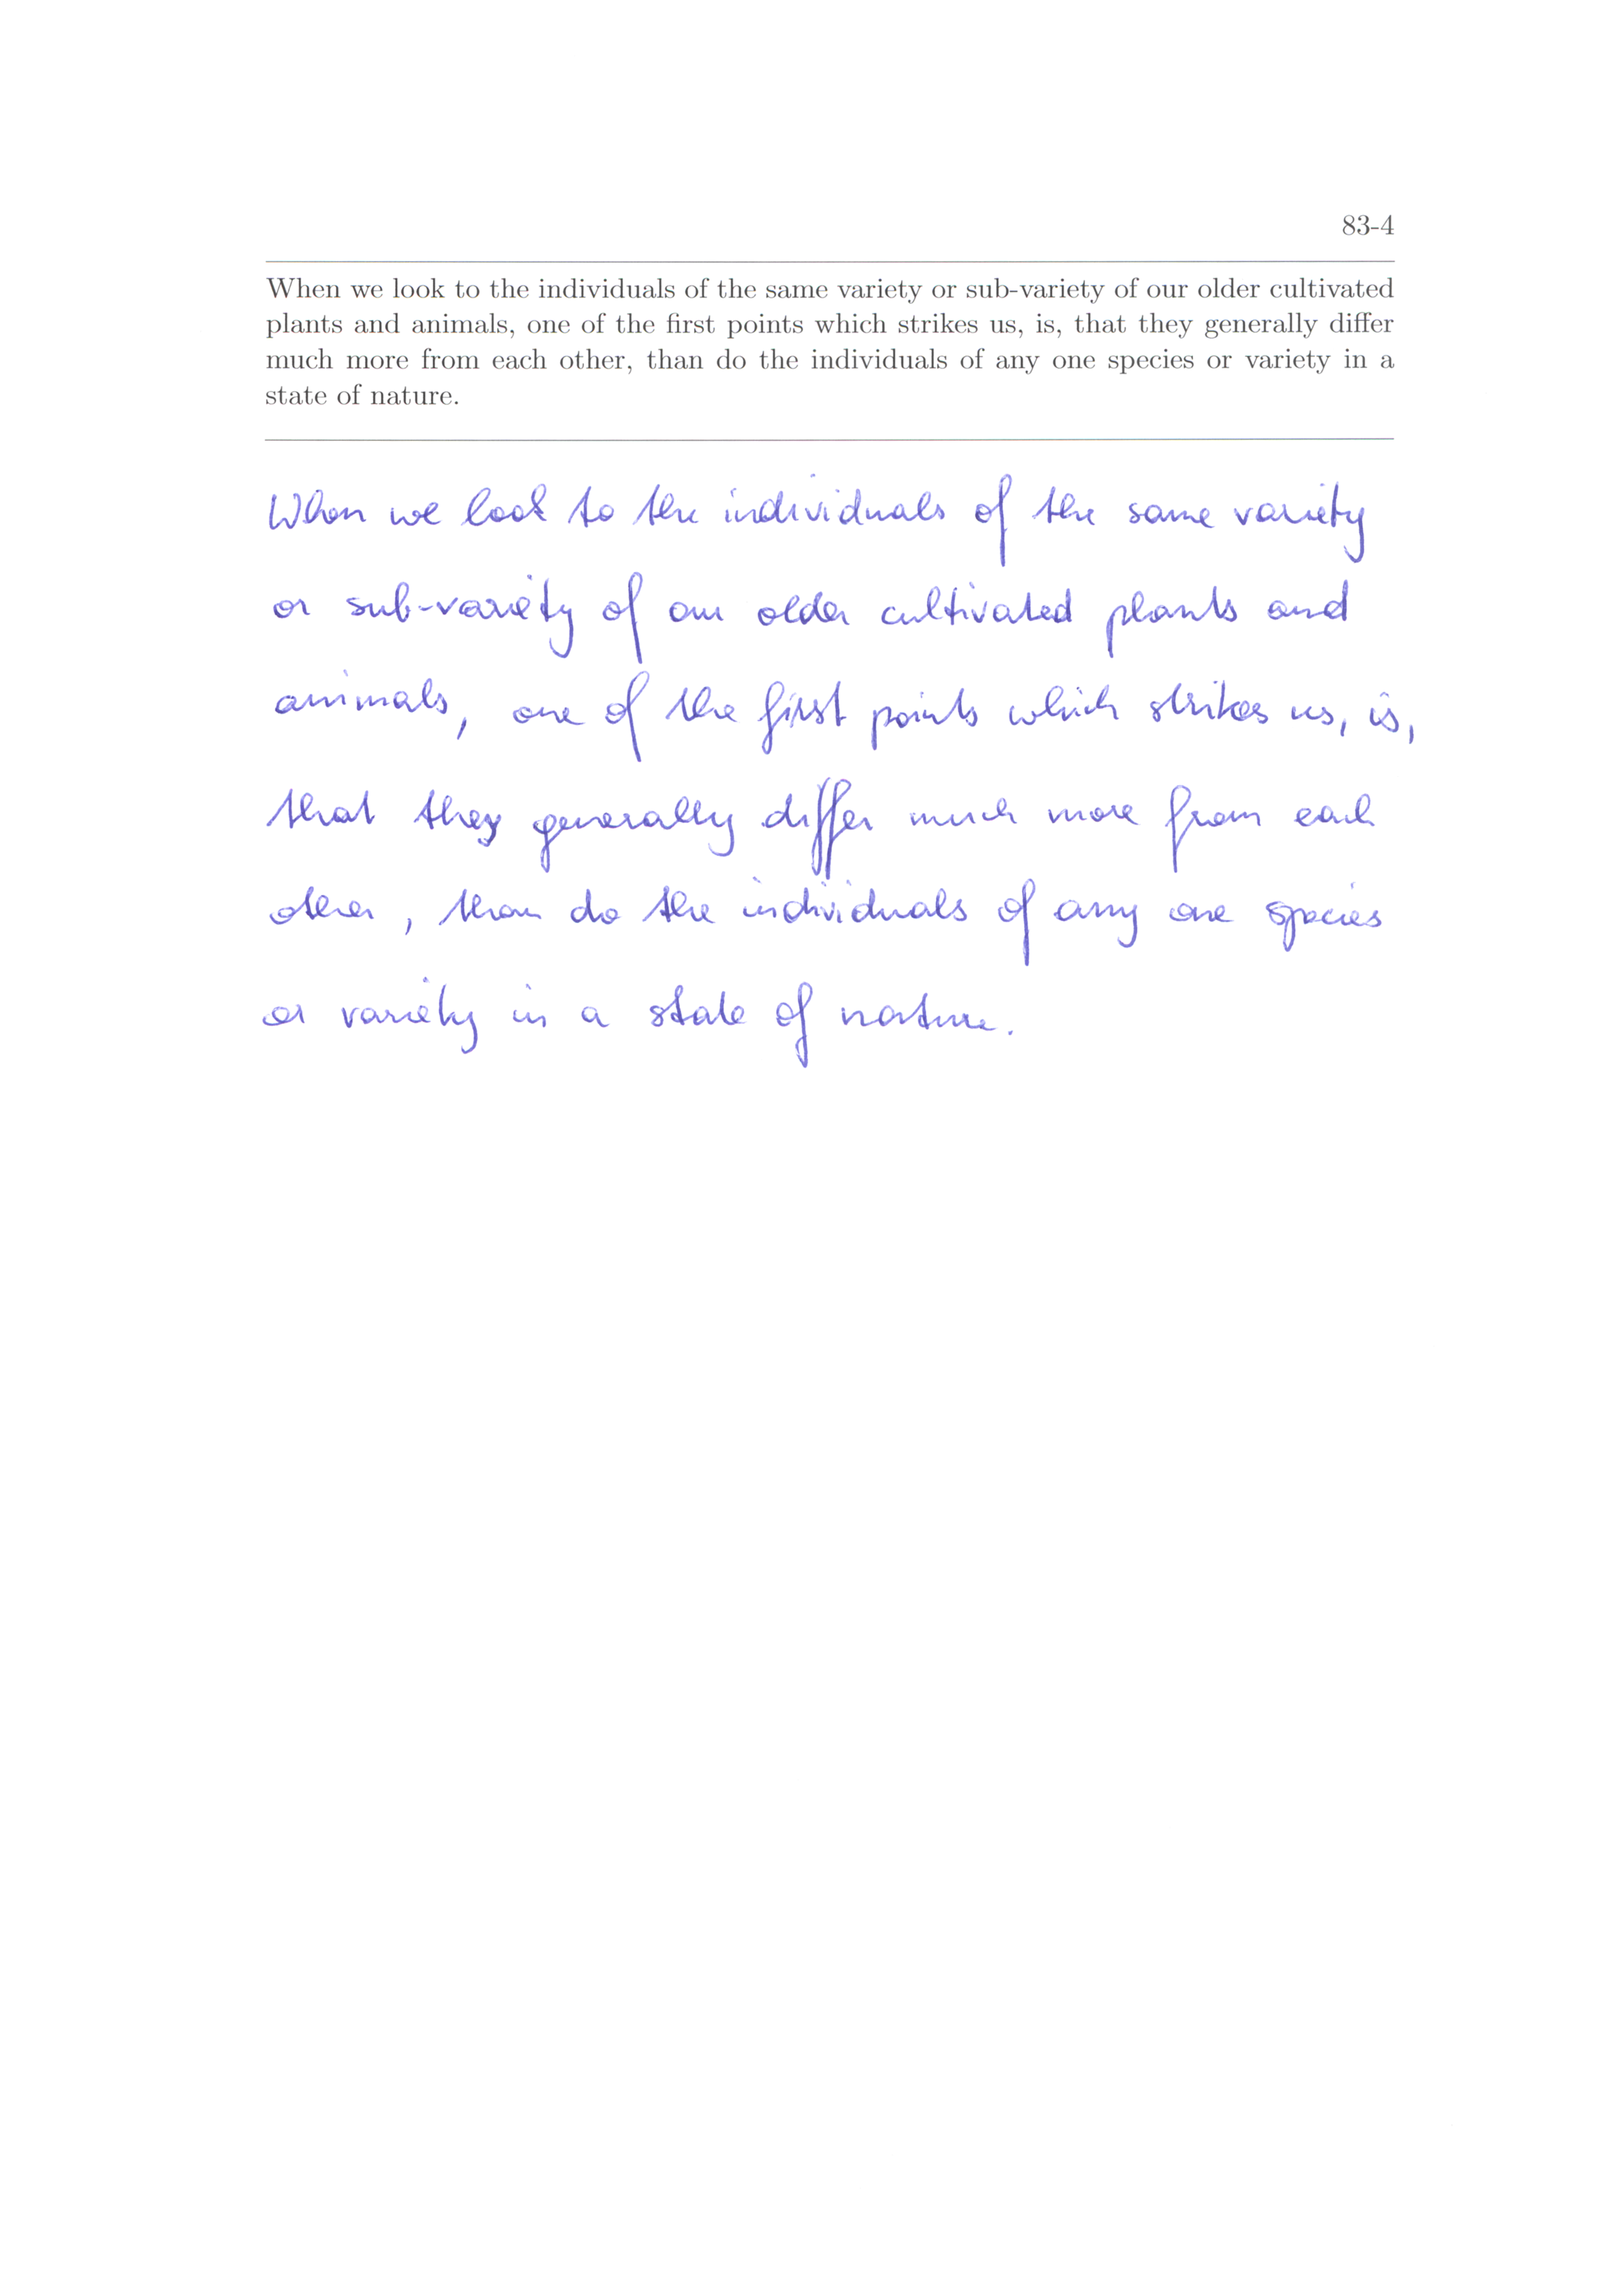 83-4
When we look to the individuals of the same variety or sub-variety of our older cultivated
plants and animals, one of the first points which strikes us, is, that they generally differ
much more from each other, than do the individuals of any one species or variety in a
state of nature.
When we look to the individuals of the same variety
or sub-variety of our older cultivated plants and
animals, one of the first points which strikes us, is,
that they generally differ much more from each
other, than do the individuals of any one species
or variety in a state of nature.